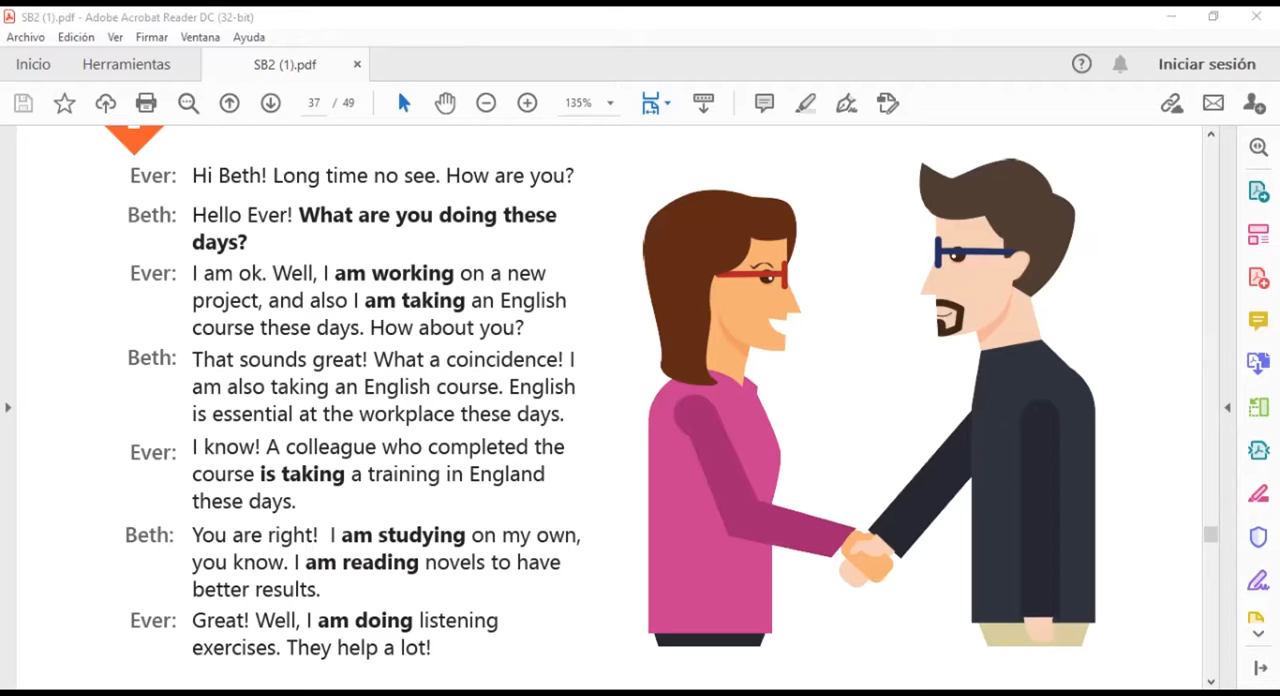 SB2 (1).pdf - Adobe Acrobat Reader DC (32-bit)
Archivo Edición Ver Firmar Ventana Ayuda
Inicio Herramientas SB2 (1).pdf × Iniciar sesión
37 / 49 135%
Ever: Hi Beth! Long time no see. How are you?
Beth: Hello Ever! What are you doing these
days?
Ever: I am ok. Well, I am working on a new
project, and also I am taking an English
course these days. How about you?
Beth: That sounds great! What a coincidence! I
am also taking an English course. English
is essential at the workplace these days.
Ever: I know! A colleague who completed the
course is taking a training in England
these days.
Beth: You are right! I am studying on my own,
you know. I am reading novels to have
better results.
Ever: Great! Well, I am doing listening
exercises. They help a lot!